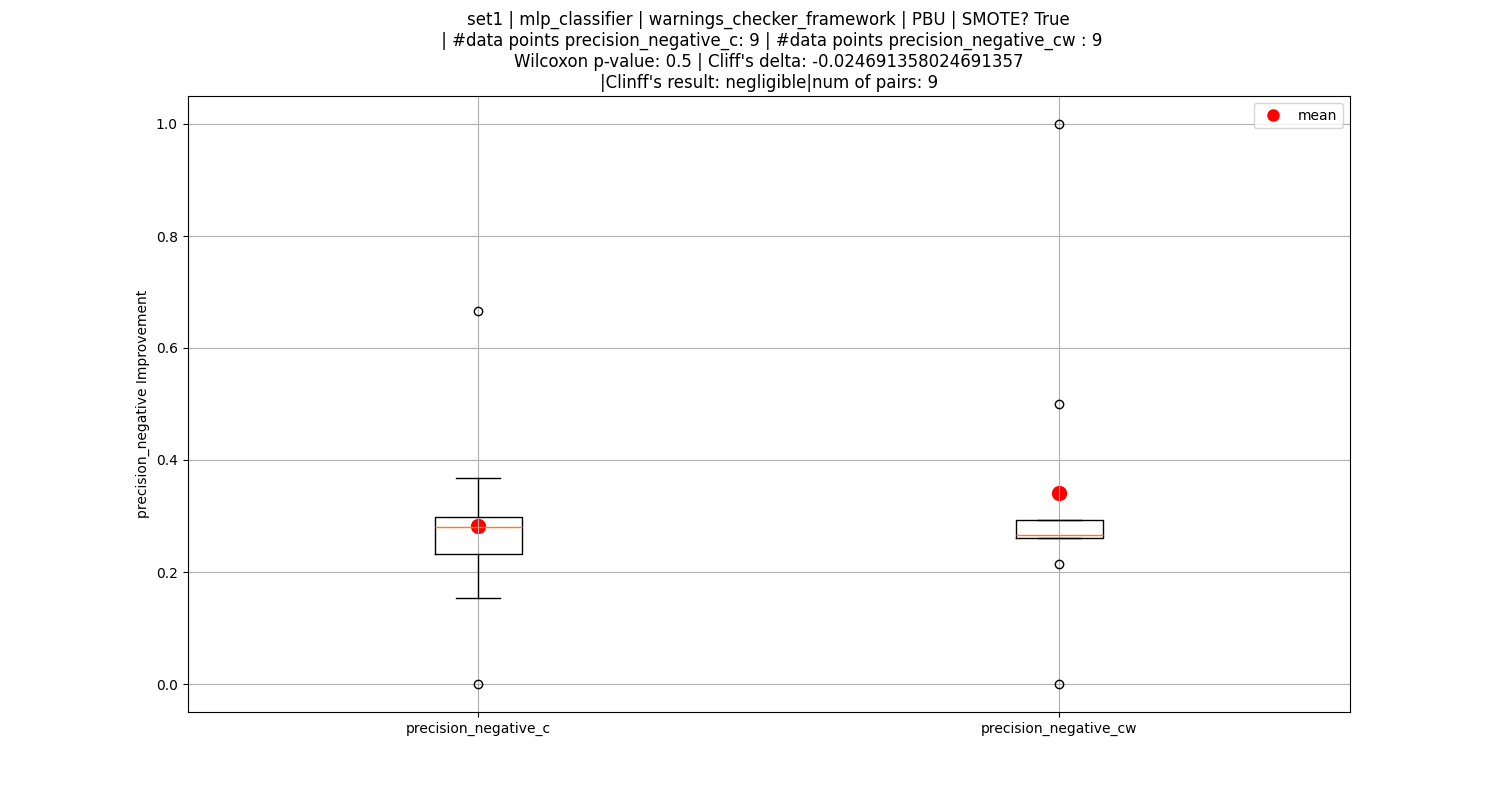 set1 | mlp_classifier | warnings_checker_framework | PBU | SMOTE? True
| #data points precision_negative_c: 9 | #data points precision_negative_cw : 9
Wilcoxon p-value: 0.5 | Cliff's delta: -0.024691358024691357
|Clinff's result: negligible|num of pairs: 9
mean
1.0
0.8
0.6
0.4
0.2
0.0
precision_negative Improvement
precision_negative_c
precision_negative_cw